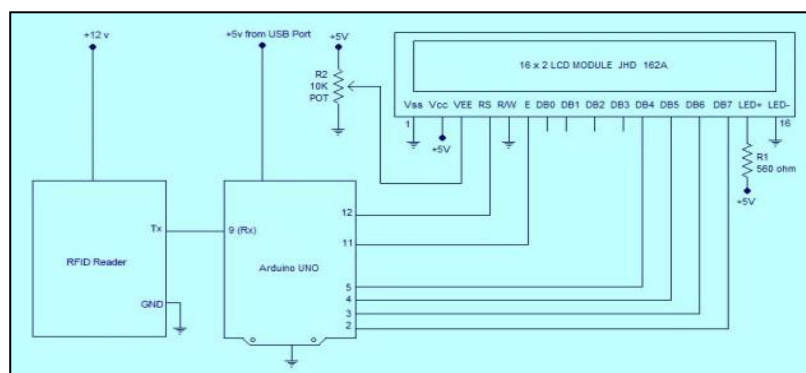 +12 v
+5v from USB Port
+5V
R2
10K
POT
16 x 2 LCD MODULE JHD 162A
Vss Vcc VEE RS R/W E DB0 DB1 DB2 DB3 DB4 DB5 DB6 DB7 LED+ LED-
1
16
+5V
R1
560 ohm
+5V
12
Tx
9 (Rx)
11
RFID Reader
Arduino UNO
5
4
GND
3
2